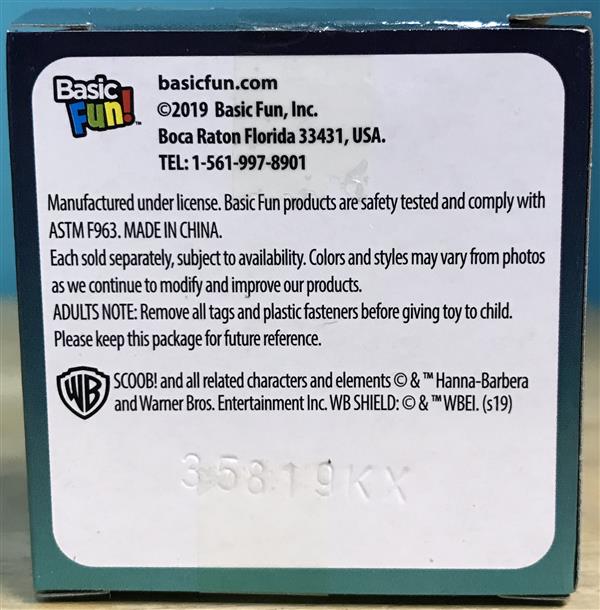 Basic
Fun!™
basicfun.com
©2019 Basic Fun, Inc.
Boca Raton Florida 33431, USA.
TEL: 1-561-997-8901
Manufactured under license. Basic Fun products are safety tested and comply with
ASTM F963. MADE IN CHINA.
Each sold separately, subject to availability. Colors and styles may vary from photos
as we continue to modify and improve our products.
ADULTS NOTE: Remove all tags and plastic fasteners before giving toy to child.
Please keep this package for future reference.
WB
SCOOB! and all related characters and elements © & ™ Hanna-Barbera
and Warner Bros. Entertainment Inc. WB SHIELD: © & ™ WBEI. (s19)
35819KX